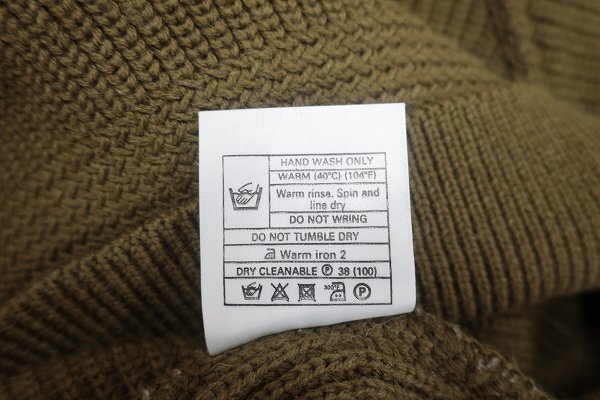 HAND WASH ONLY
WARM (40°C) (104°F)
Warm rinse. Spin and
line dry
DO NOT WRING
DO NOT TUMBLE DRY
Warm iron 2
DRY CLEANABLE Ⓟ 38 (100)
300°F
Ⓟ